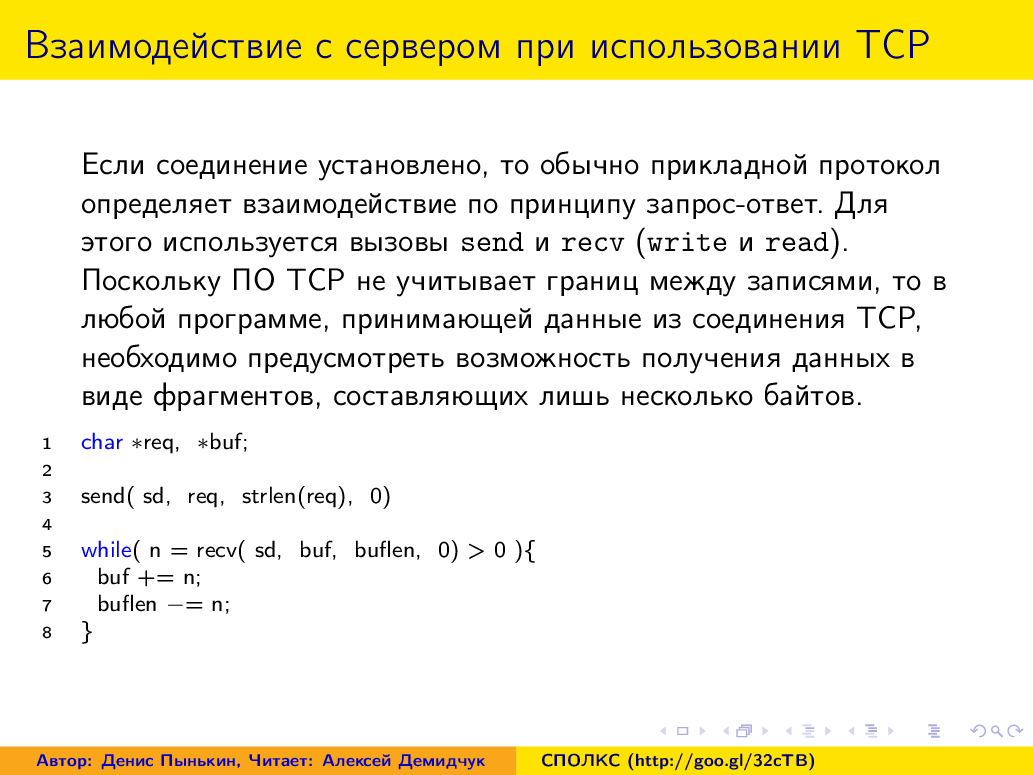 Взаимодействие с сервером при использовании TCP
Если соединение установлено, то обычно прикладной протокол
определяет взаимодействие по принципу запрос-ответ. Для
этого используется вызовы send и recv (write и read).
Поскольку ПО TCP не учитывает границ между записями, то в
любой программе, принимающей данные из соединения TCP,
необходимо предусмотреть возможность получения данных в
виде фрагментов, составляющих лишь несколько байтов.
1 char *req, *buf;
2
3 send( sd, req, strlen(req), 0)
4
5 while( n = recv( sd, buf, buflen, 0) > 0 ){
6 buf += n;
7 buflen −= n;
8 }
Автор: Денис Пынькин, Читает: Алексей Демидчук СПОЛКС (http://goo.gl/32cTB)